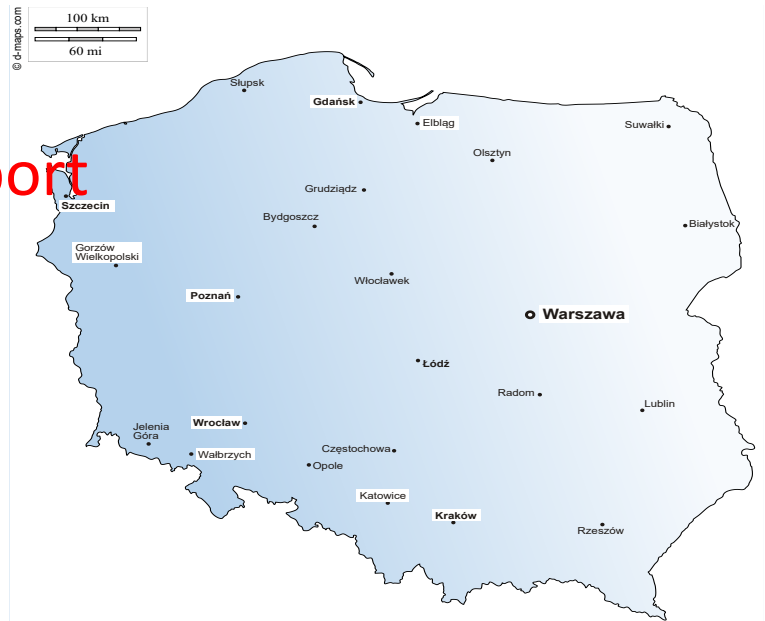 100 km
60 mi
© d-maps.com
Słupsk
Gdańsk
Elbląg
Suwałki
Olsztyn
port
Grudziądz
Szczecin
Bydgoszcz
Białystok
Gorzów
Wielkopolski
Włocławek
Poznań
Warszawa
Łódź
Radom
Lublin
Wrocław
Jelenia
Góra
Wałbrzych
Częstochowa
Opole
Katowice
Kraków
Rzeszów